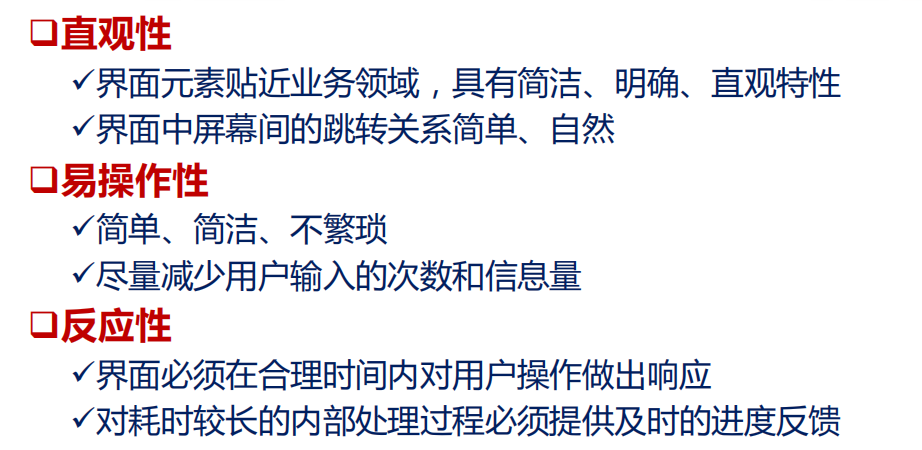 ❑直观性
✓界面元素贴近业务领域，具有简洁、明确、直观特性
✓界面中屏幕间的跳转关系简单、自然
❑易操作性
✓简单、简洁、不繁琐
✓尽量减少用户输入的次数和信息量
❑反应性
✓界面必须在合理时间内对用户操作做出响应
✓对耗时较长的内部处理过程必须提供及时的进度反馈